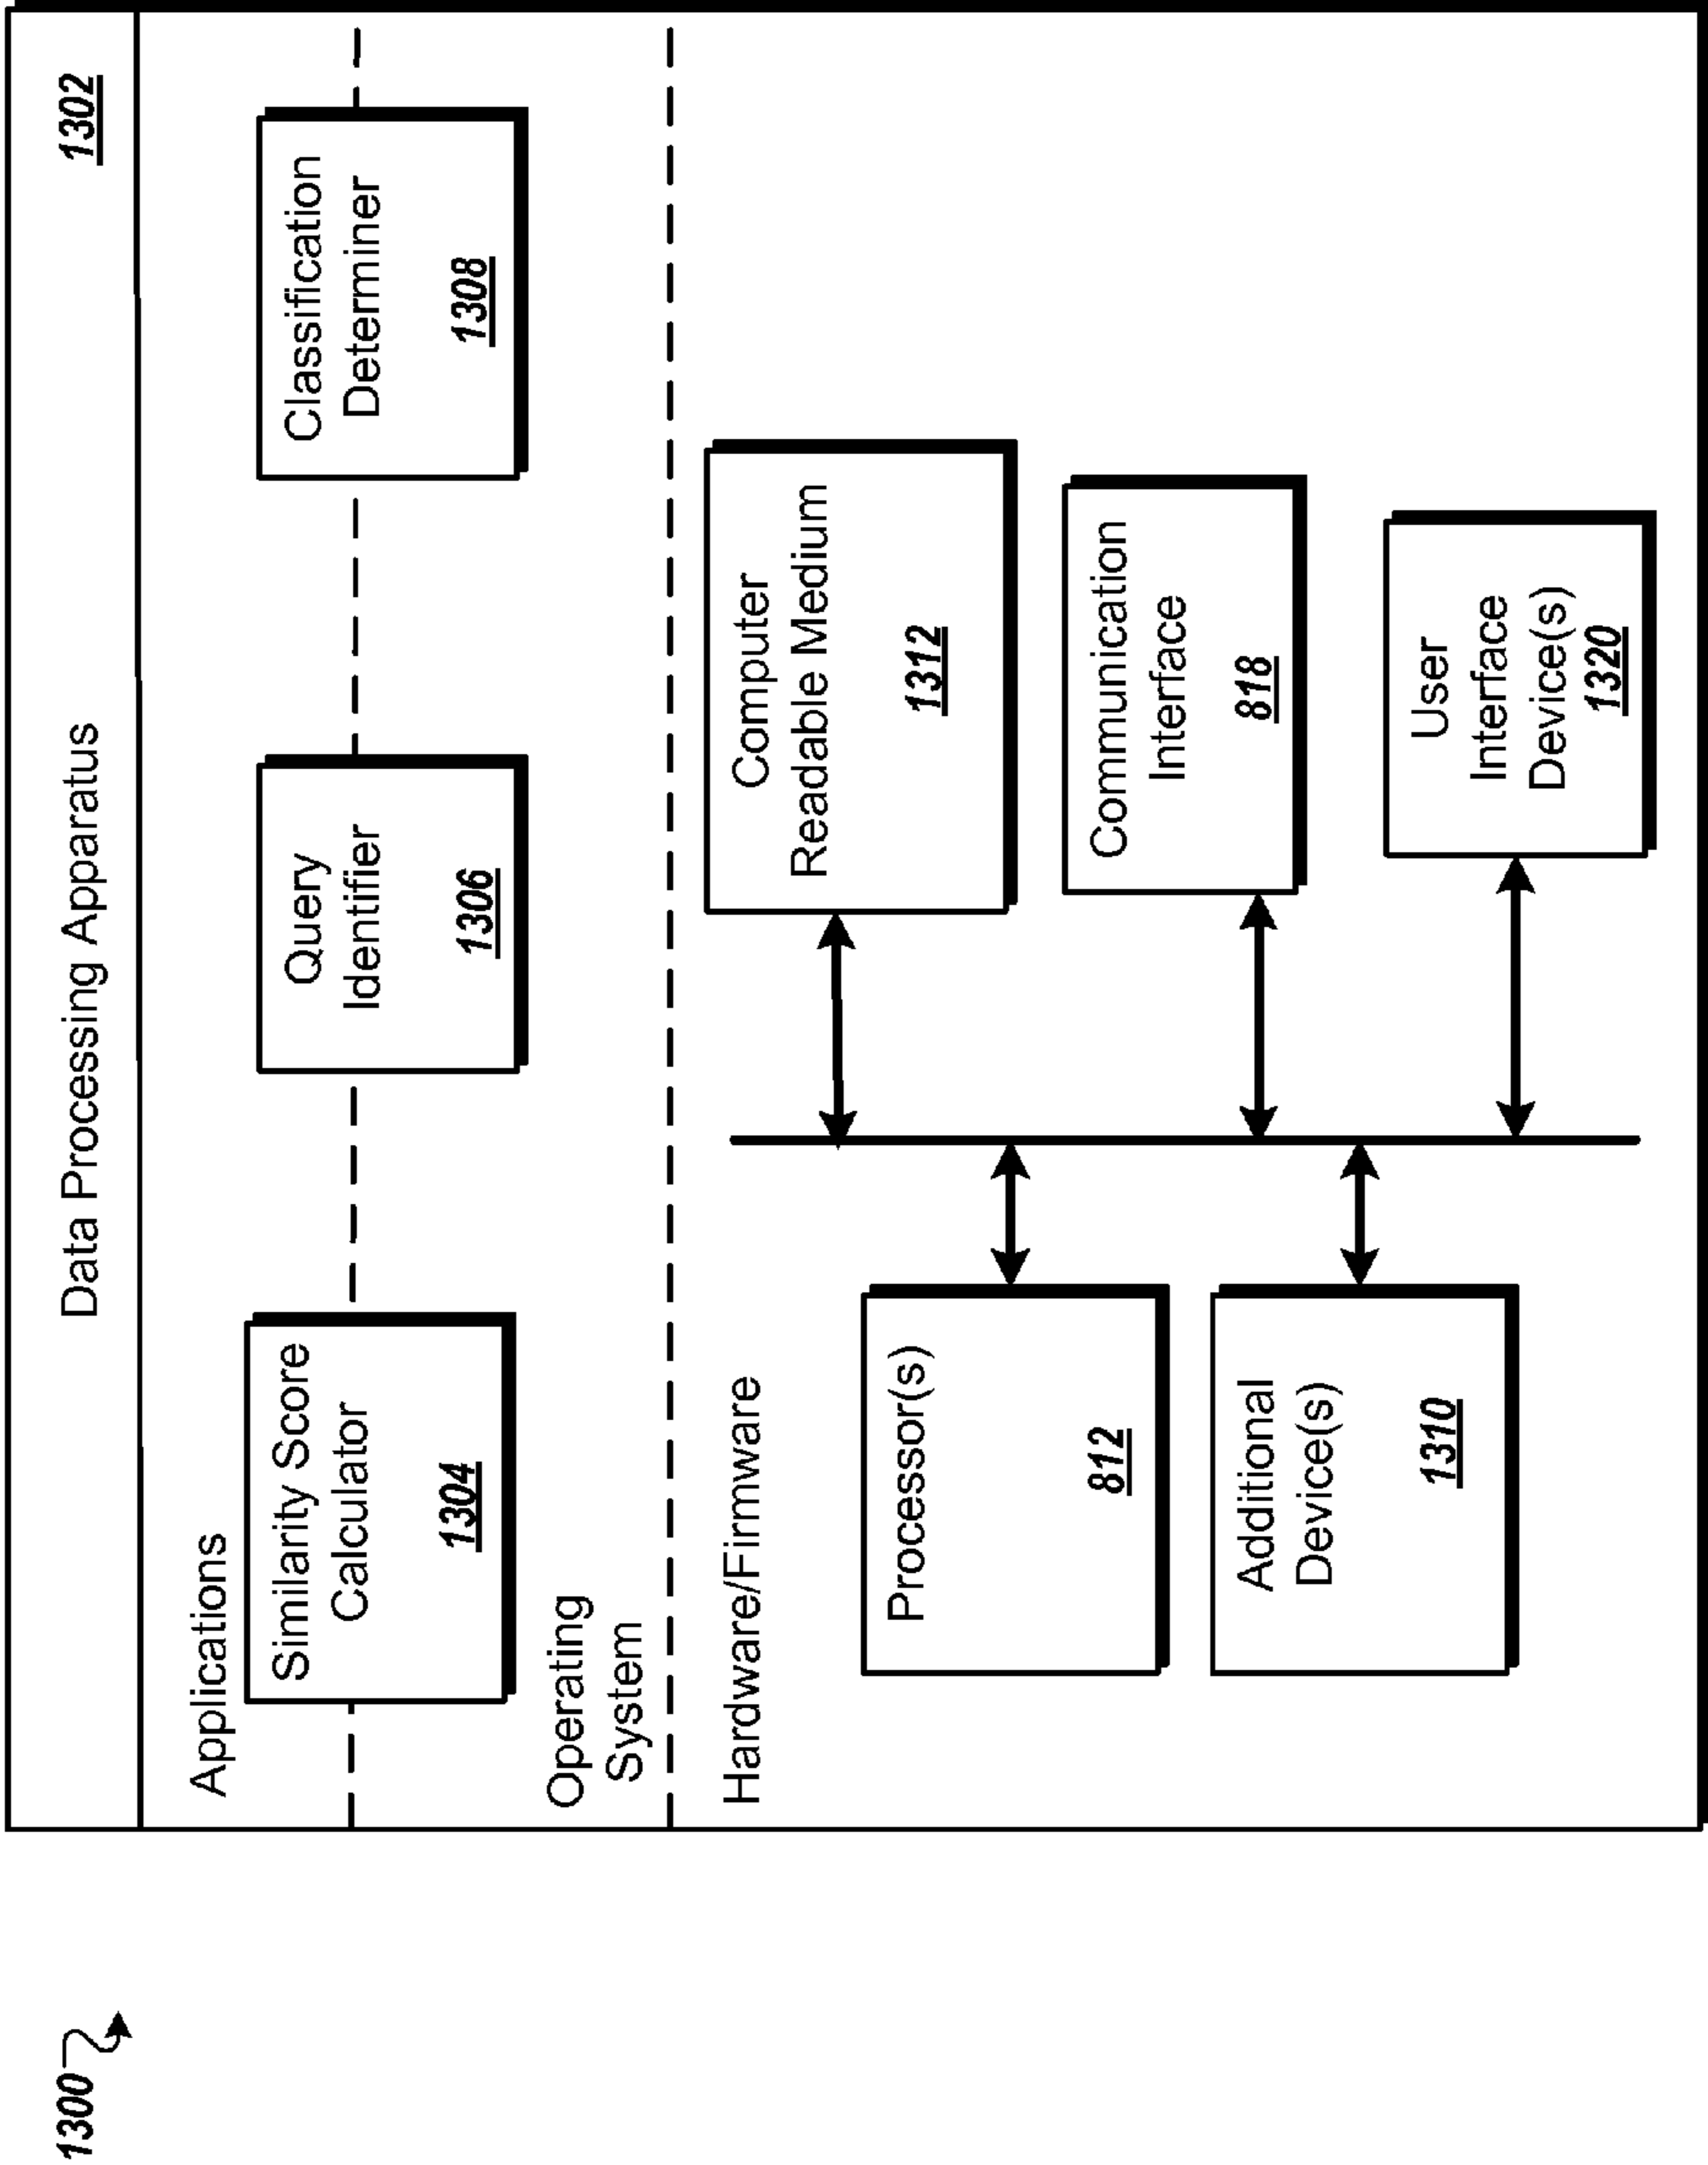 1300
Data Processing Apparatus
1302
Applications
Similarity Score
Calculator
1304
Query
Identifier
1306
Classification
Determiner
1308
Operating
System
Hardware/Firmware
Processor(s)
812
Additional
Device(s)
1310
Computer
Readable Medium
1312
Communication
Interface
818
User
Interface
Device(s)
1320